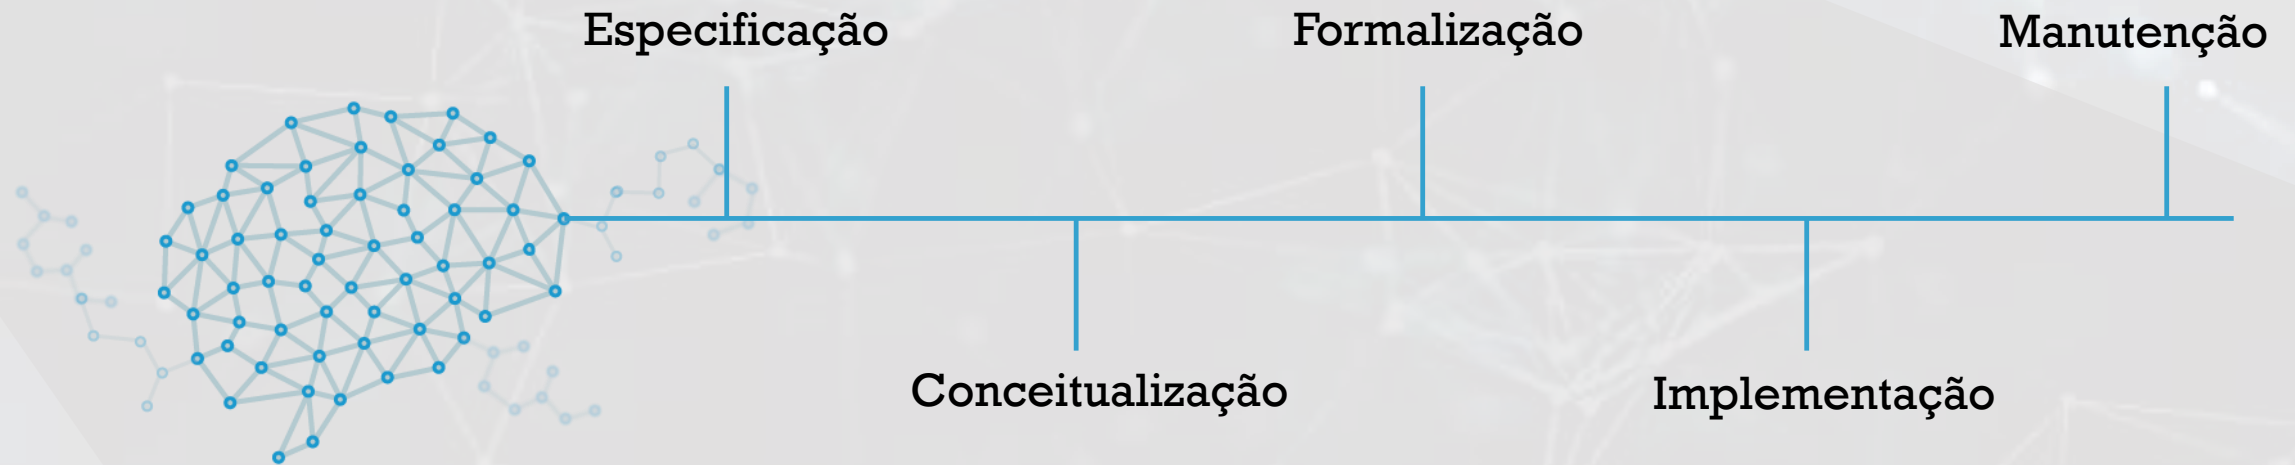 Especificação
Formalização
Manutenção
Conceitualização
Implementação